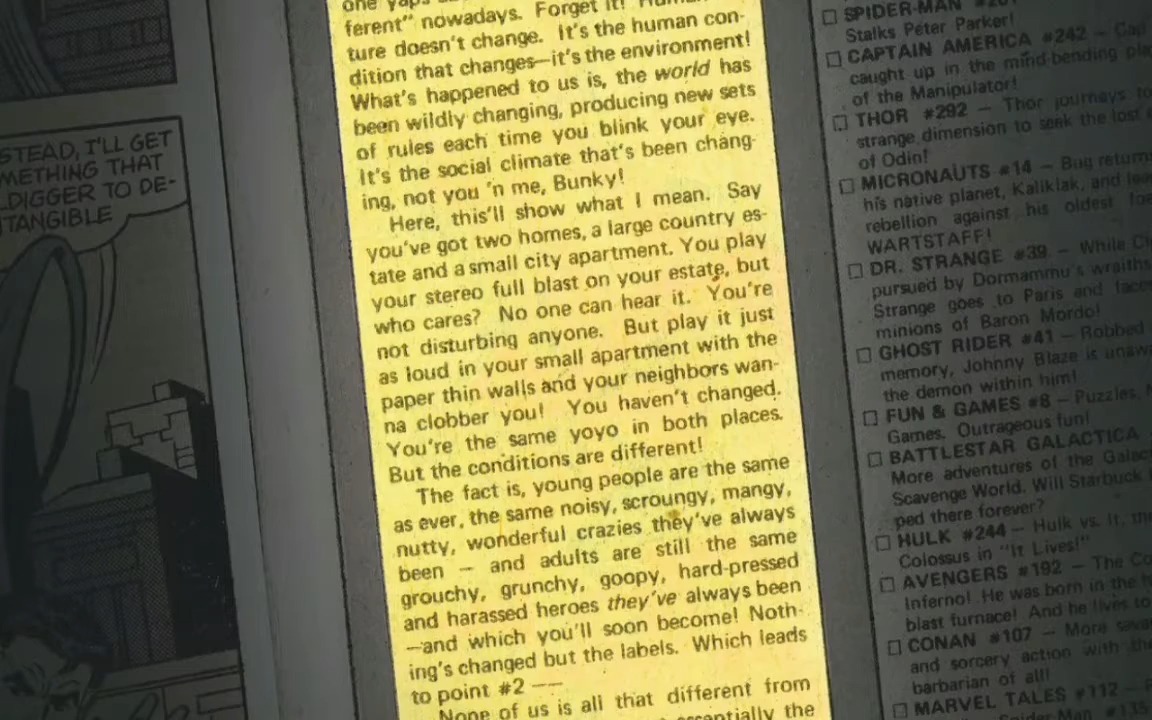 STEAD, I'LL GET
METHING THAT
DIGGER TO DE-
TANGIBLE
one yaps
ferent" nowadays. Forget it! Human
ture doesn't change. It's the human con-
dition that changes—it's the environment!
What's happened to us is, the world has
been wildly changing, producing new sets
of rules each time you blink your eye.
It's the social climate that's been chang-
ing, not you 'n me, Bunky!
Here, this'll show what I mean. Say
you've got two homes, a large country es-
tate and a small city apartment. You play
your stereo full blast on your estate, but
who cares? No one can hear it. You're
not disturbing anyone. But play it just
as loud in your small apartment with the
paper thin walls and your neighbors wan-
na clobber you! You haven't changed.
You're the same yoyo in both places.
But the conditions are different!
The fact is, young people are the same
as ever, the same noisy, scroungy, mangy,
nutty, wonderful crazies they've always
been — and adults are still the same
grouchy, grunchy, goopy, hard-pressed
and harassed heroes they've always been
—and which you'll soon become! Noth-
ing's changed but the labels. Which leads
to point #2 ——
None of us is all that different from
essentially the
SPIDER-MAN
Stalks Peter Parker!
CAPTAIN AMERICA #242 – Cap
caught up in the mind-bending
of the Manipulator!
THOR #292 – Thor journeys to
strange dimension to seek the lost
of Odin!
MICRONAUTS #14 – Bug returns
his native planet, Kaliklak, and
rebellion against his oldest
WARTSTAFF!
DR. STRANGE #39 – While
pursued by Dormammu's wraiths,
Strange goes to Paris and faces
minions of Baron Mordo!
GHOST RIDER #41 – Robbed
memory, Johnny Blaze is
the demon within him!
FUN & GAMES #8 – Puzzles,
Games. Outrageous fun!
BATTLESTAR GALACTICA
More adventures of the
Scavenge World. Will Starbuck
ped there forever?
HULK #244 – Hulk vs. It, the
Colossus in "It Lives!"
AVENGERS #192 – The
Inferno! He was born in the
blast furnace! And he lives to
CONAN #107 – More
and sorcery action with the
barbarian of all!
MARVEL TALES #112 –